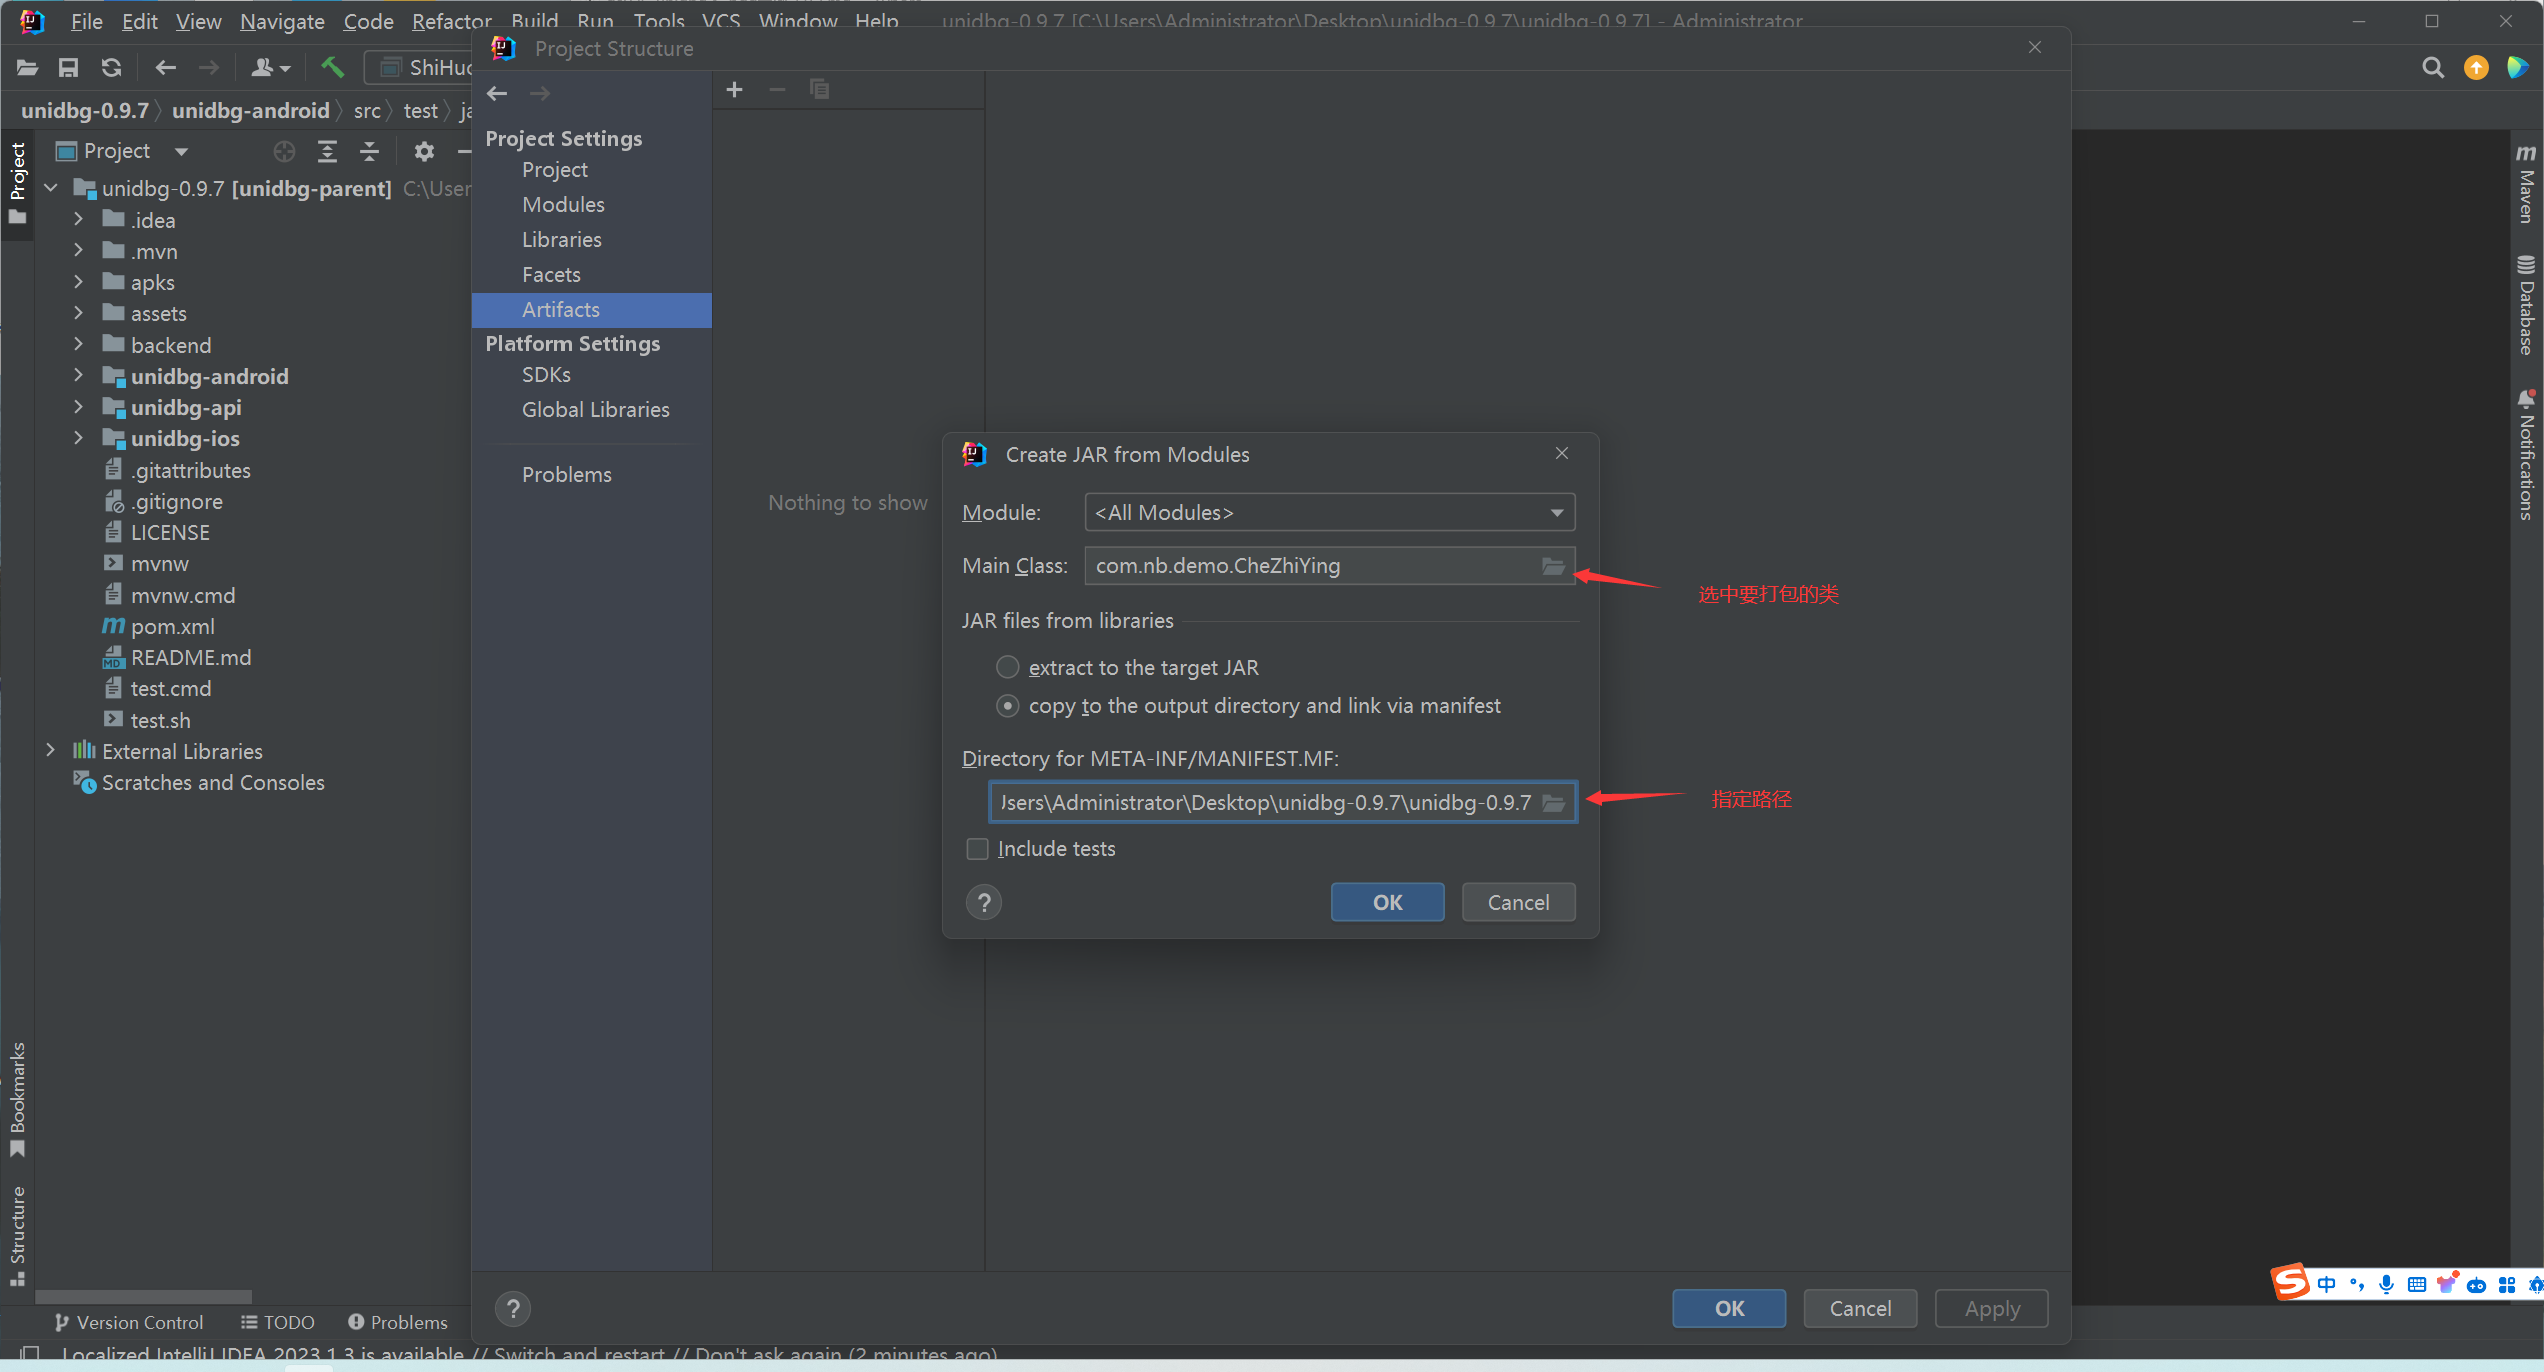 File Edit View Navigate Code Refactor Build Run Tools VCS Window Help unidbg-0.9.7 [C:\Users\Administrator\Desktop\unidbg-0.9.7\unidbg-0.9.7] - Administrator
Project Structure
ShiHuo
unidbg-0.9.7 unidbg-android src test
Project
Project
unidbg-0.9.7 [unidbg-parent] C:\User
.idea
.mvn
apks
assets
backend
unidbg-android
unidbg-api
unidbg-ios
.gitattributes
.gitignore
LICENSE
mvnw
mvnw.cmd
pom.xml
README.md
test.cmd
test.sh
External Libraries
Scratches and Consoles
Bookmarks
Structure
Project Settings
Project
Modules
Libraries
Facets
Artifacts
Platform Settings
SDKs
Global Libraries
Problems
Nothing to show
Create JAR from Modules
Module: <All Modules>
Main Class: com.nb.demo.CheZhiYing
选中要打包的类
JAR files from libraries
extract to the target JAR
copy to the output directory and link via manifest
Directory for META-INF/MANIFEST.MF:
Users\Administrator\Desktop\unidbg-0.9.7\unidbg-0.9.7
指定路径
Include tests
? OK Cancel
Maven
Database
Notifications
? OK Cancel Apply
中
Version Control TODO Problems
Localized IntelliJ IDEA 2023.1.3 is available // Switch and restart // Don't ask again (2 minutes ago)